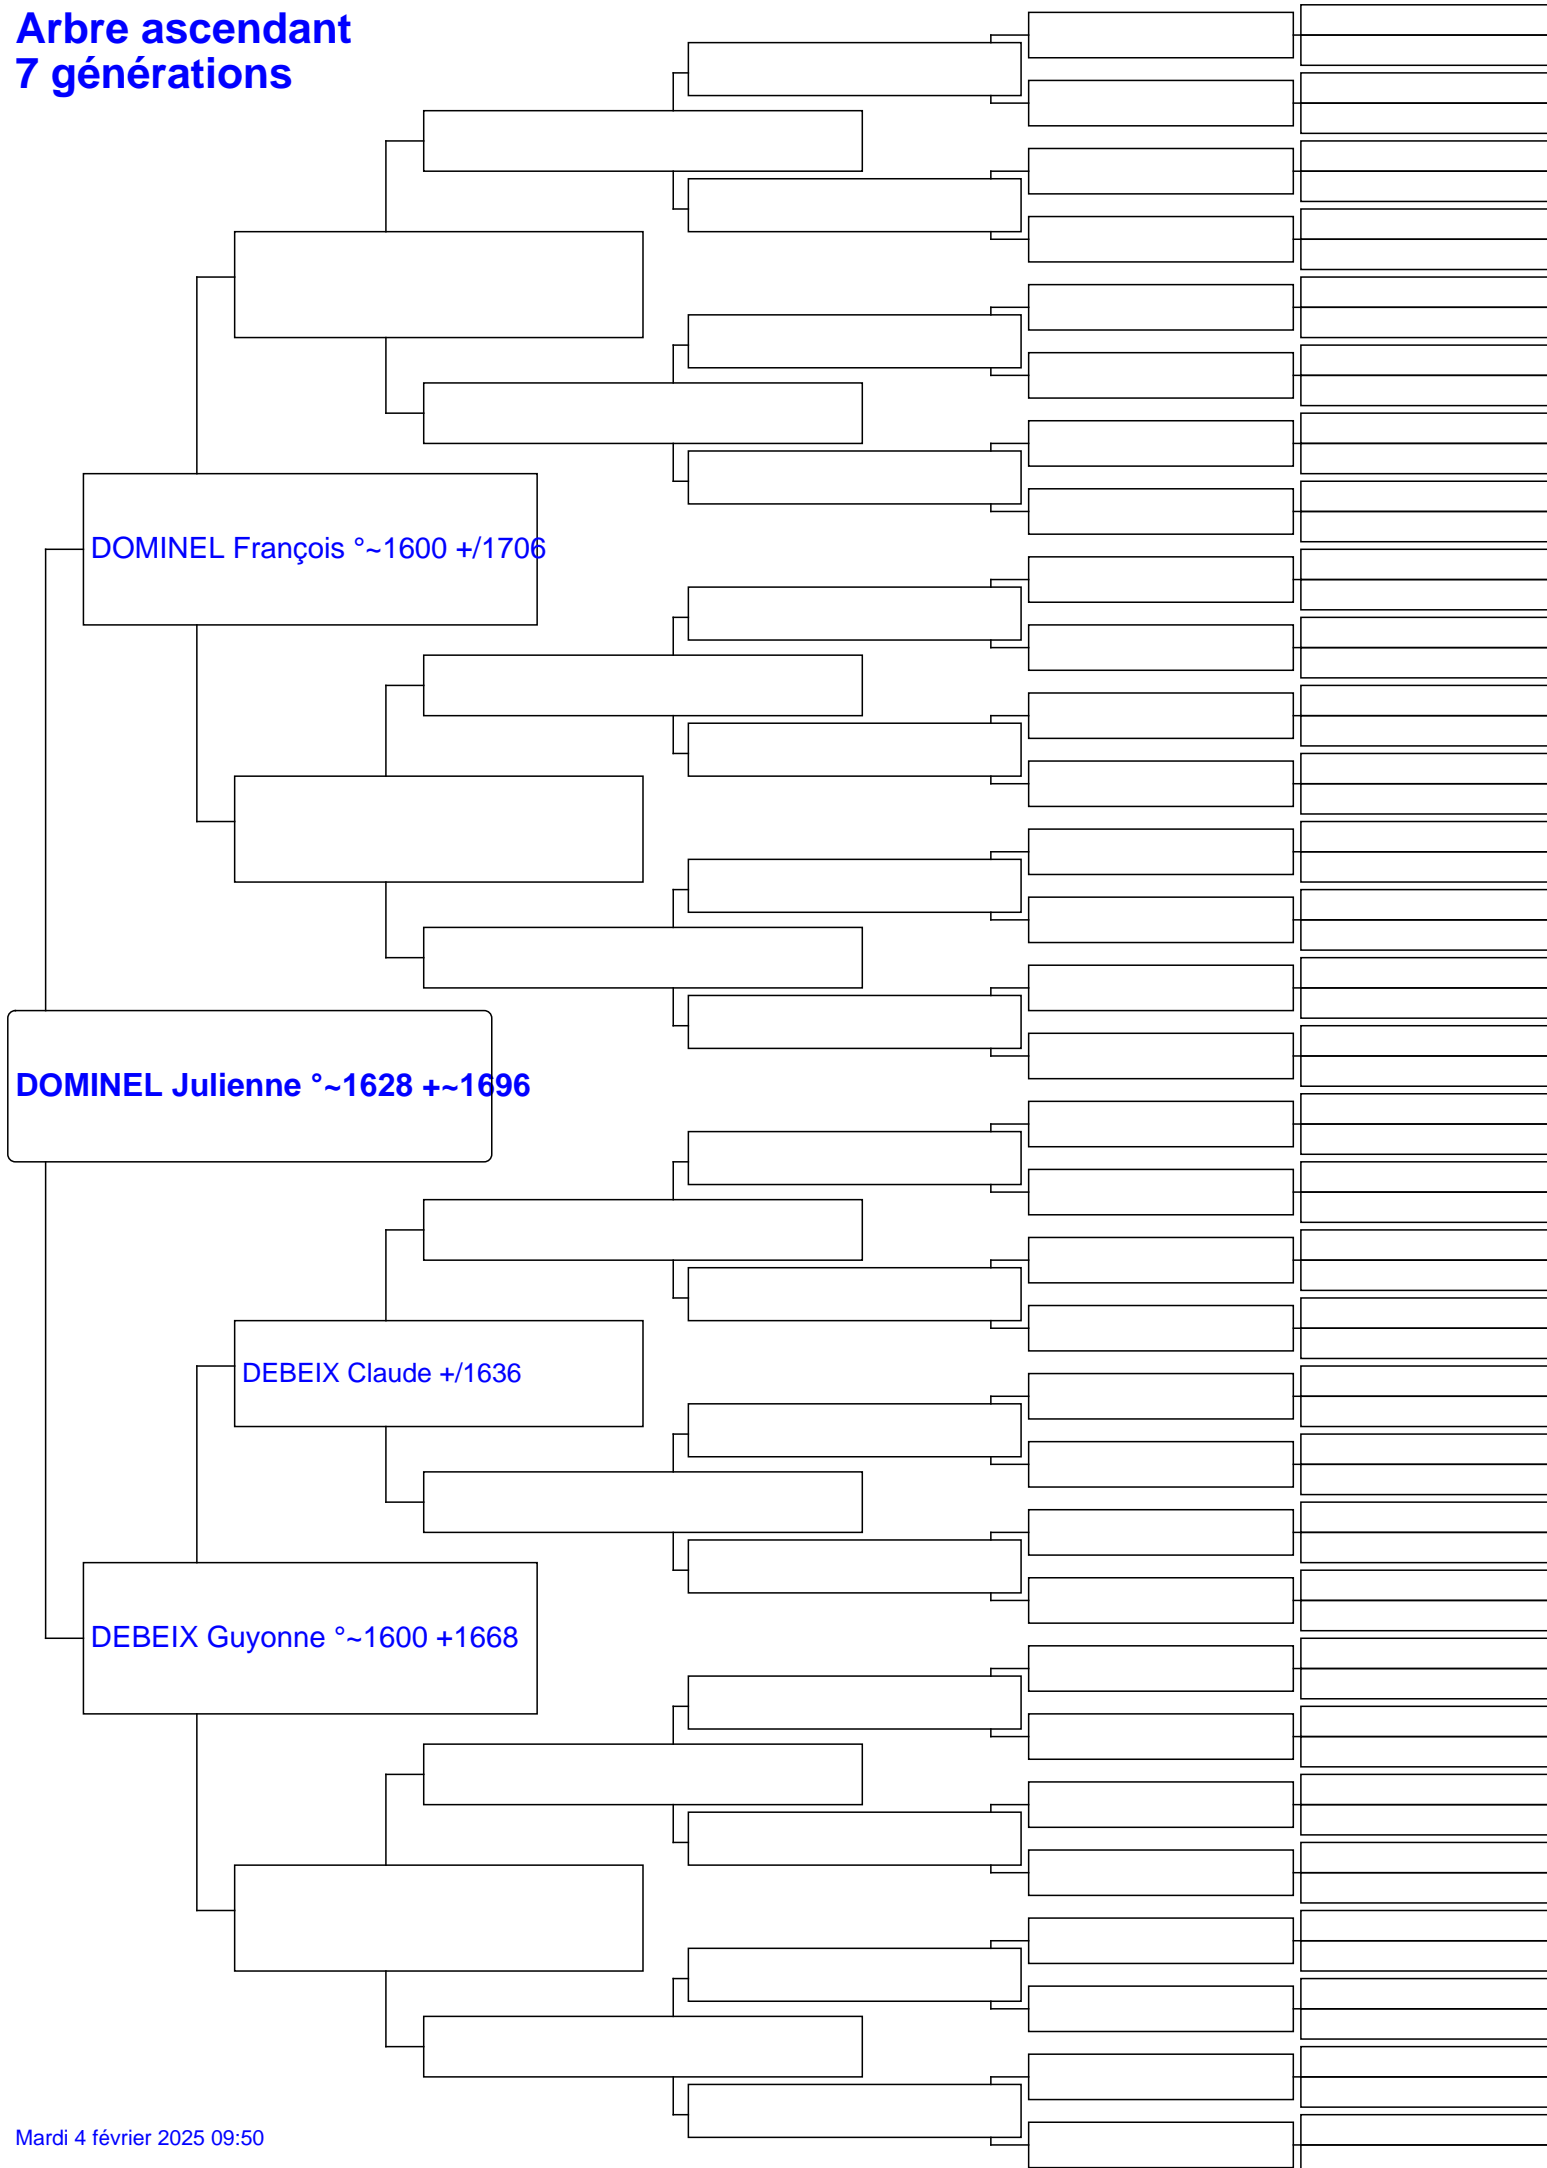 Arbre ascendant
7 générations
DOMINEL François °~1600 +/1706
DOMINEL Julienne °~1628 +~1696
DEBEIX Claude +/1636
DEBEIX Guyonne °~1600 +1668
Mardi 4 février 2025 09:50